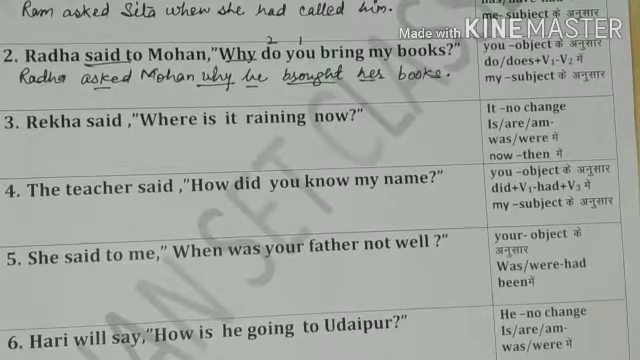 Ram asked Sita when she had called him.
me- subject के अनुसार
Made with KINEMASTER
2. Radha said to Mohan,"Why do you bring my books?"
2 1
Radha asked Mohan why he brought her books.
you -object के अनुसार
do/does+V1-V2 में
my -subject के अनुसार
3. Rekha said ,"Where is it raining now?"
It -no change
Is/are/am-
was/were में
now -then में
4. The teacher said ,"How did you know my name?"
you -object के अनुसार
did+V1-had+V3 में
my -subject के अनुसार
5. She said to me," When was your father not well ?"
your- object के
अनुसार
Was/were-had
beenमें
6. Hari will say,"How is he going to Udaipur?"
He -no change
Is/are/am-
was/were में